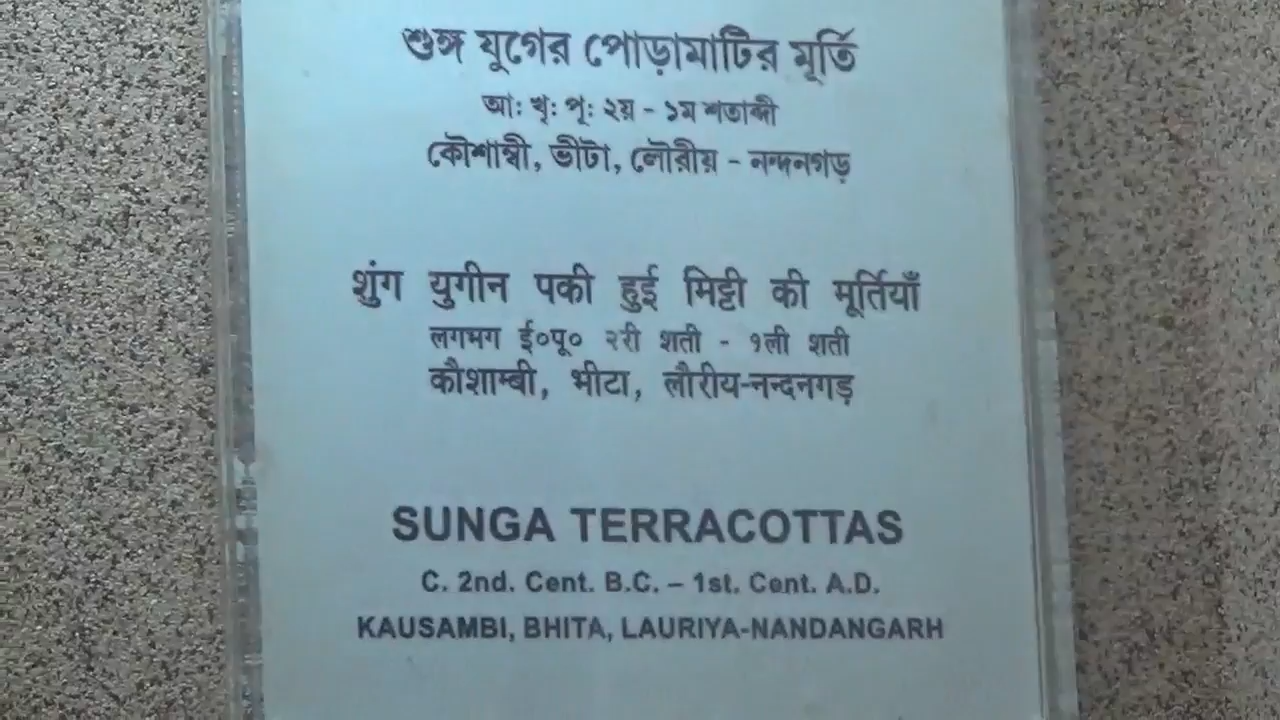 শুঙ্গ যুগের পোড়ামাটির মূর্তি
আঃ খৃঃ পূঃ ২য় - ১ম শতাব্দী
কৌশাম্বী, ভীটা, লৌরীয় - নন্দনগড়
शुंग युगीन पकी हुई मिट्टी की मूर्तियाँ
लगभग ई०पू० २री शती - १ली शती
कौशाम्बी, भीटा, लौरीय-नन्दनगड़
SUNGA TERRACOTTAS
C. 2nd. Cent. B.C. – 1st. Cent. A.D.
KAUSAMBI, BHITA, LAURIYA-NANDANGARH